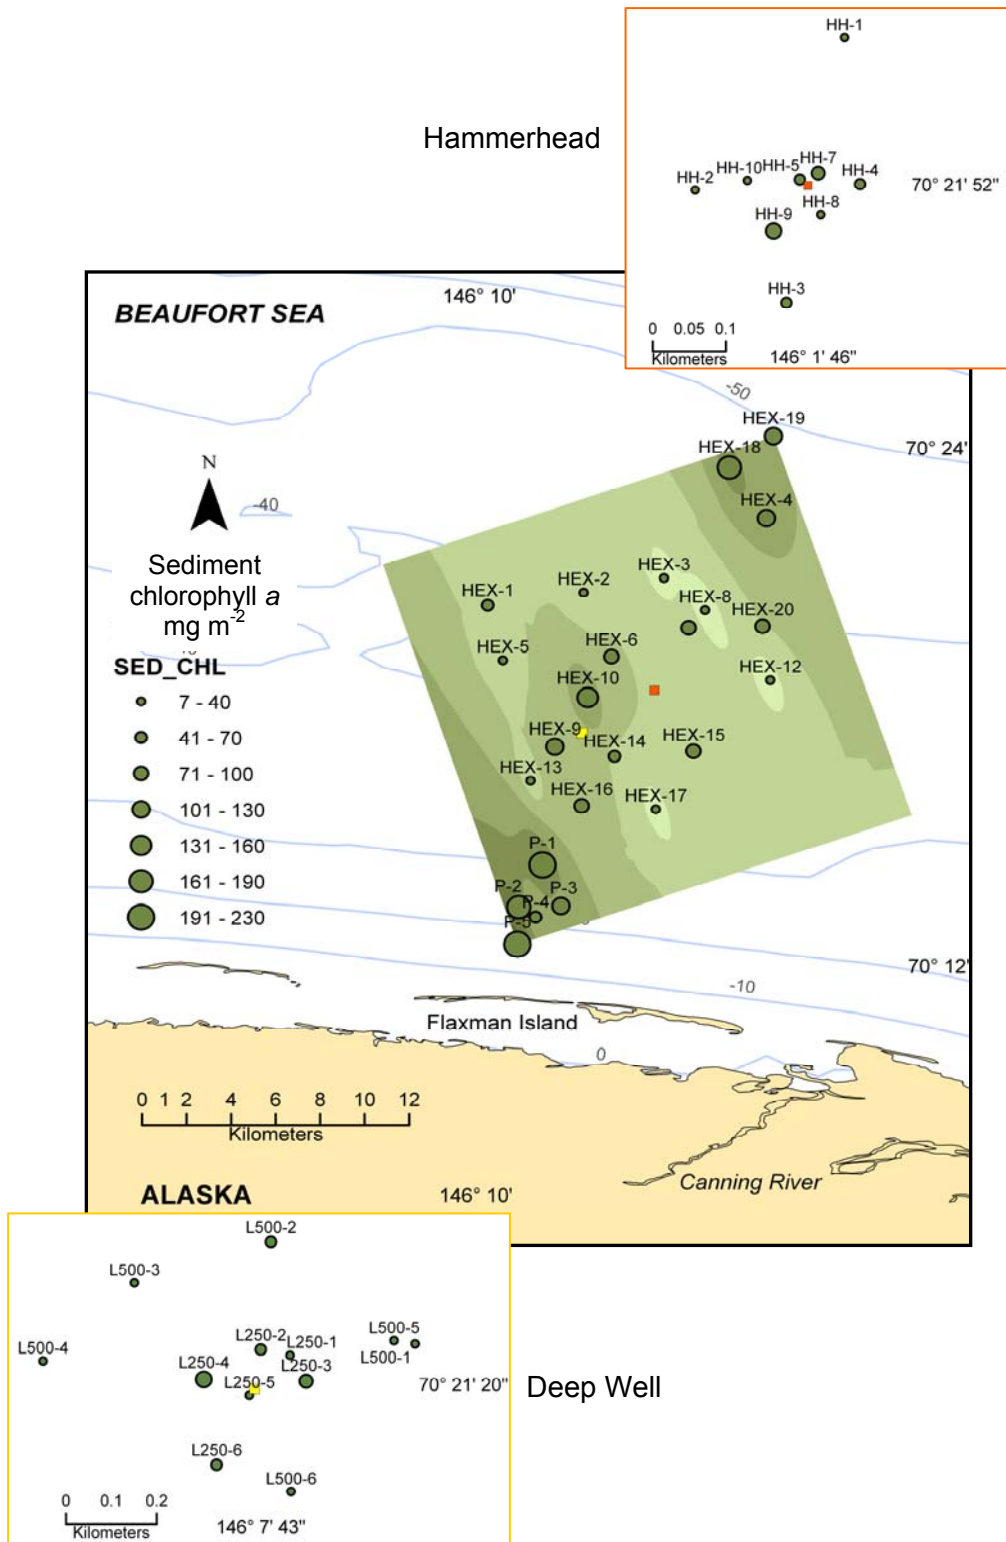 HH-1
Hammerhead
HH-10 HH-5 HH-7
HH-2 HH-4
70° 21' 52"
HH-8
HH-9
HH-3
0 0.05 0.1
Kilometers
146° 1' 46"
BEAUFORT SEA
146° 10'
-50
HEX-19
HEX-18
70° 24'
N
-40
HEX-4
Sediment
chlorophyll a
mg m-2
HEX-3
HEX-2
HEX-1
HEX-8
HEX-20
HEX-5
HEX-6
SED_CHL
HEX-12
HEX-10
7 - 40
41 - 70
71 - 100
101 - 130
131 - 160
161 - 190
191 - 230
HEX-9
HEX-14
HEX-15
HEX-13
HEX-16
HEX-17
P-1
P-2
P-3
P-4
P-5
70° 12'
-10
Flaxman Island
0
0 1 2 4 6 8 10 12
Kilometers
Canning River
ALASKA
146° 10'
L500-2
L500-3
L500-4
L250-2
L250-1
L500-5
L500-1
L250-4
L250-3
L250-5
70° 21' 20"
Deep Well
L250-6
L500-6
0 0.1 0.2
Kilometers
146° 7' 43"